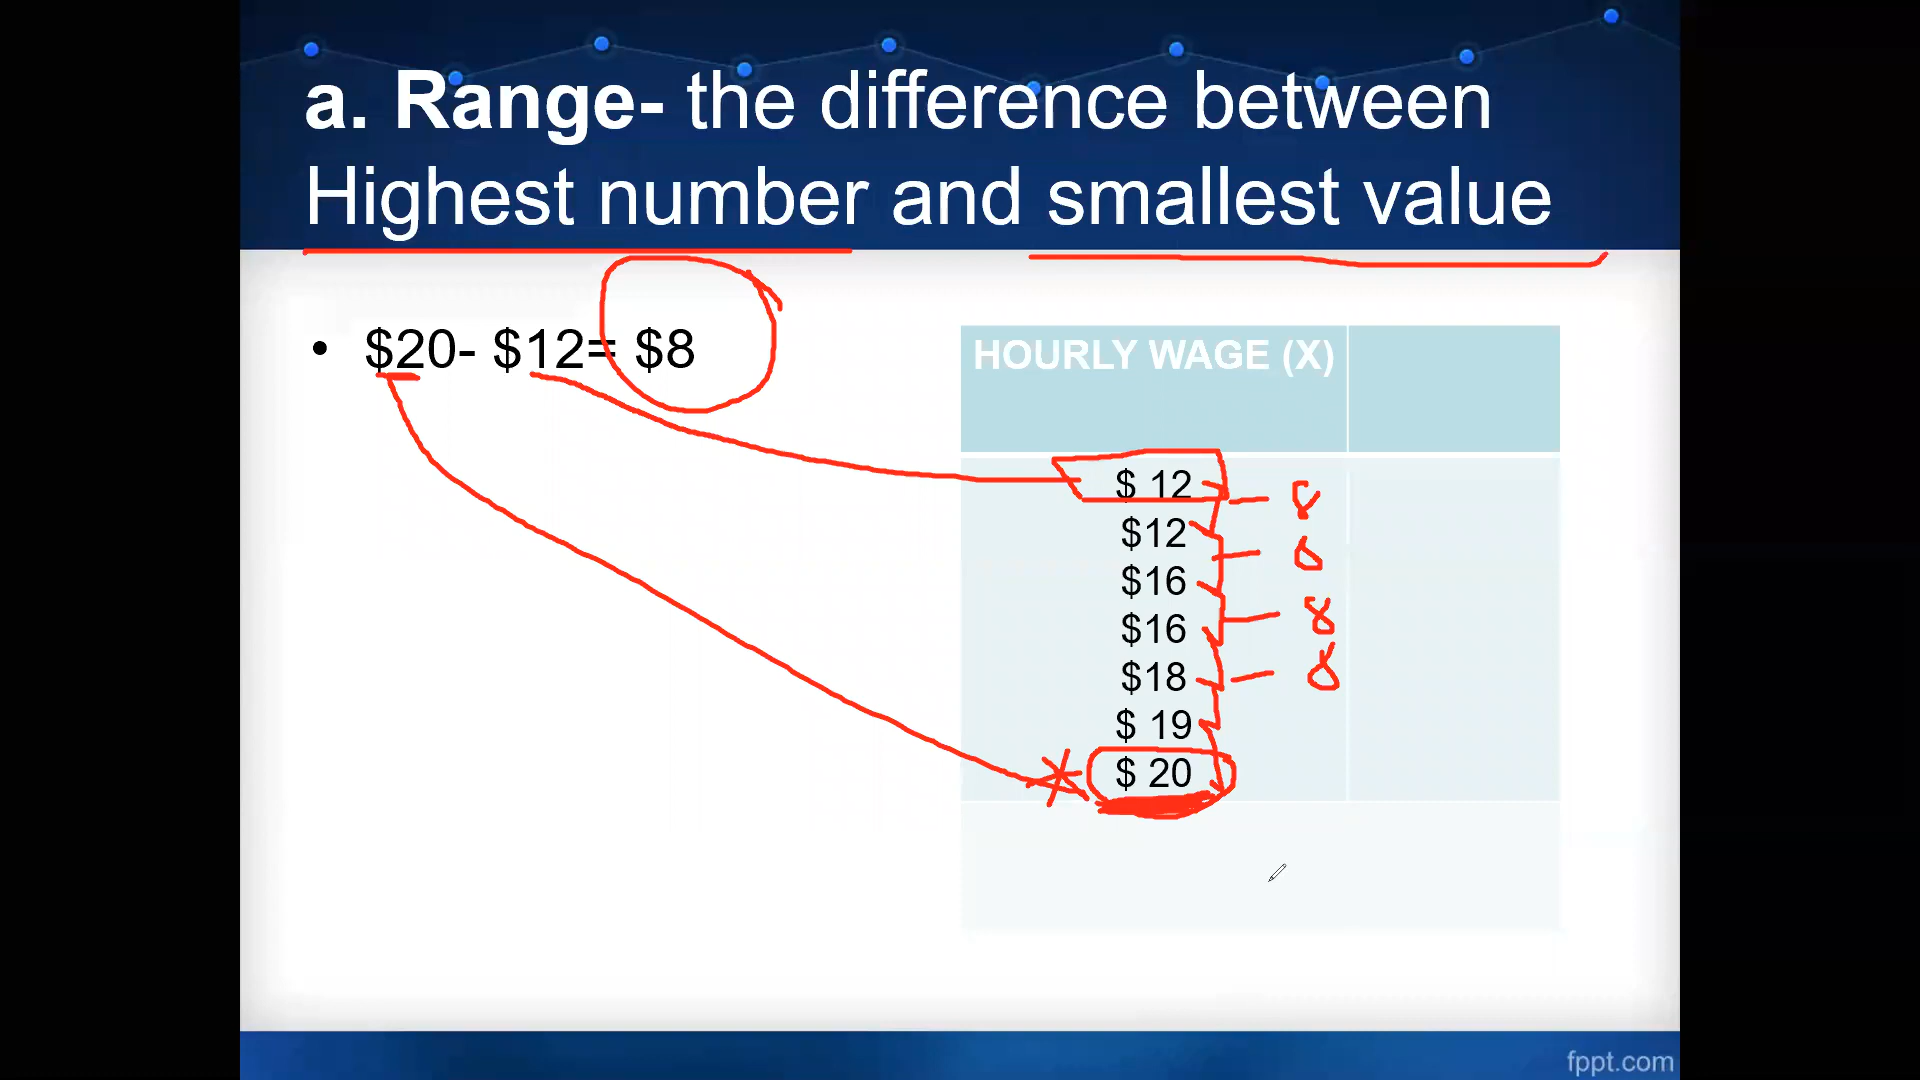 a. Range- the difference between
Highest number and smallest value
• $20- $12= $8
HOURLY WAGE (X)
$ 12
$12
$16
$16
$18
$ 19
$ 20
8
8
8
8
fppt.com